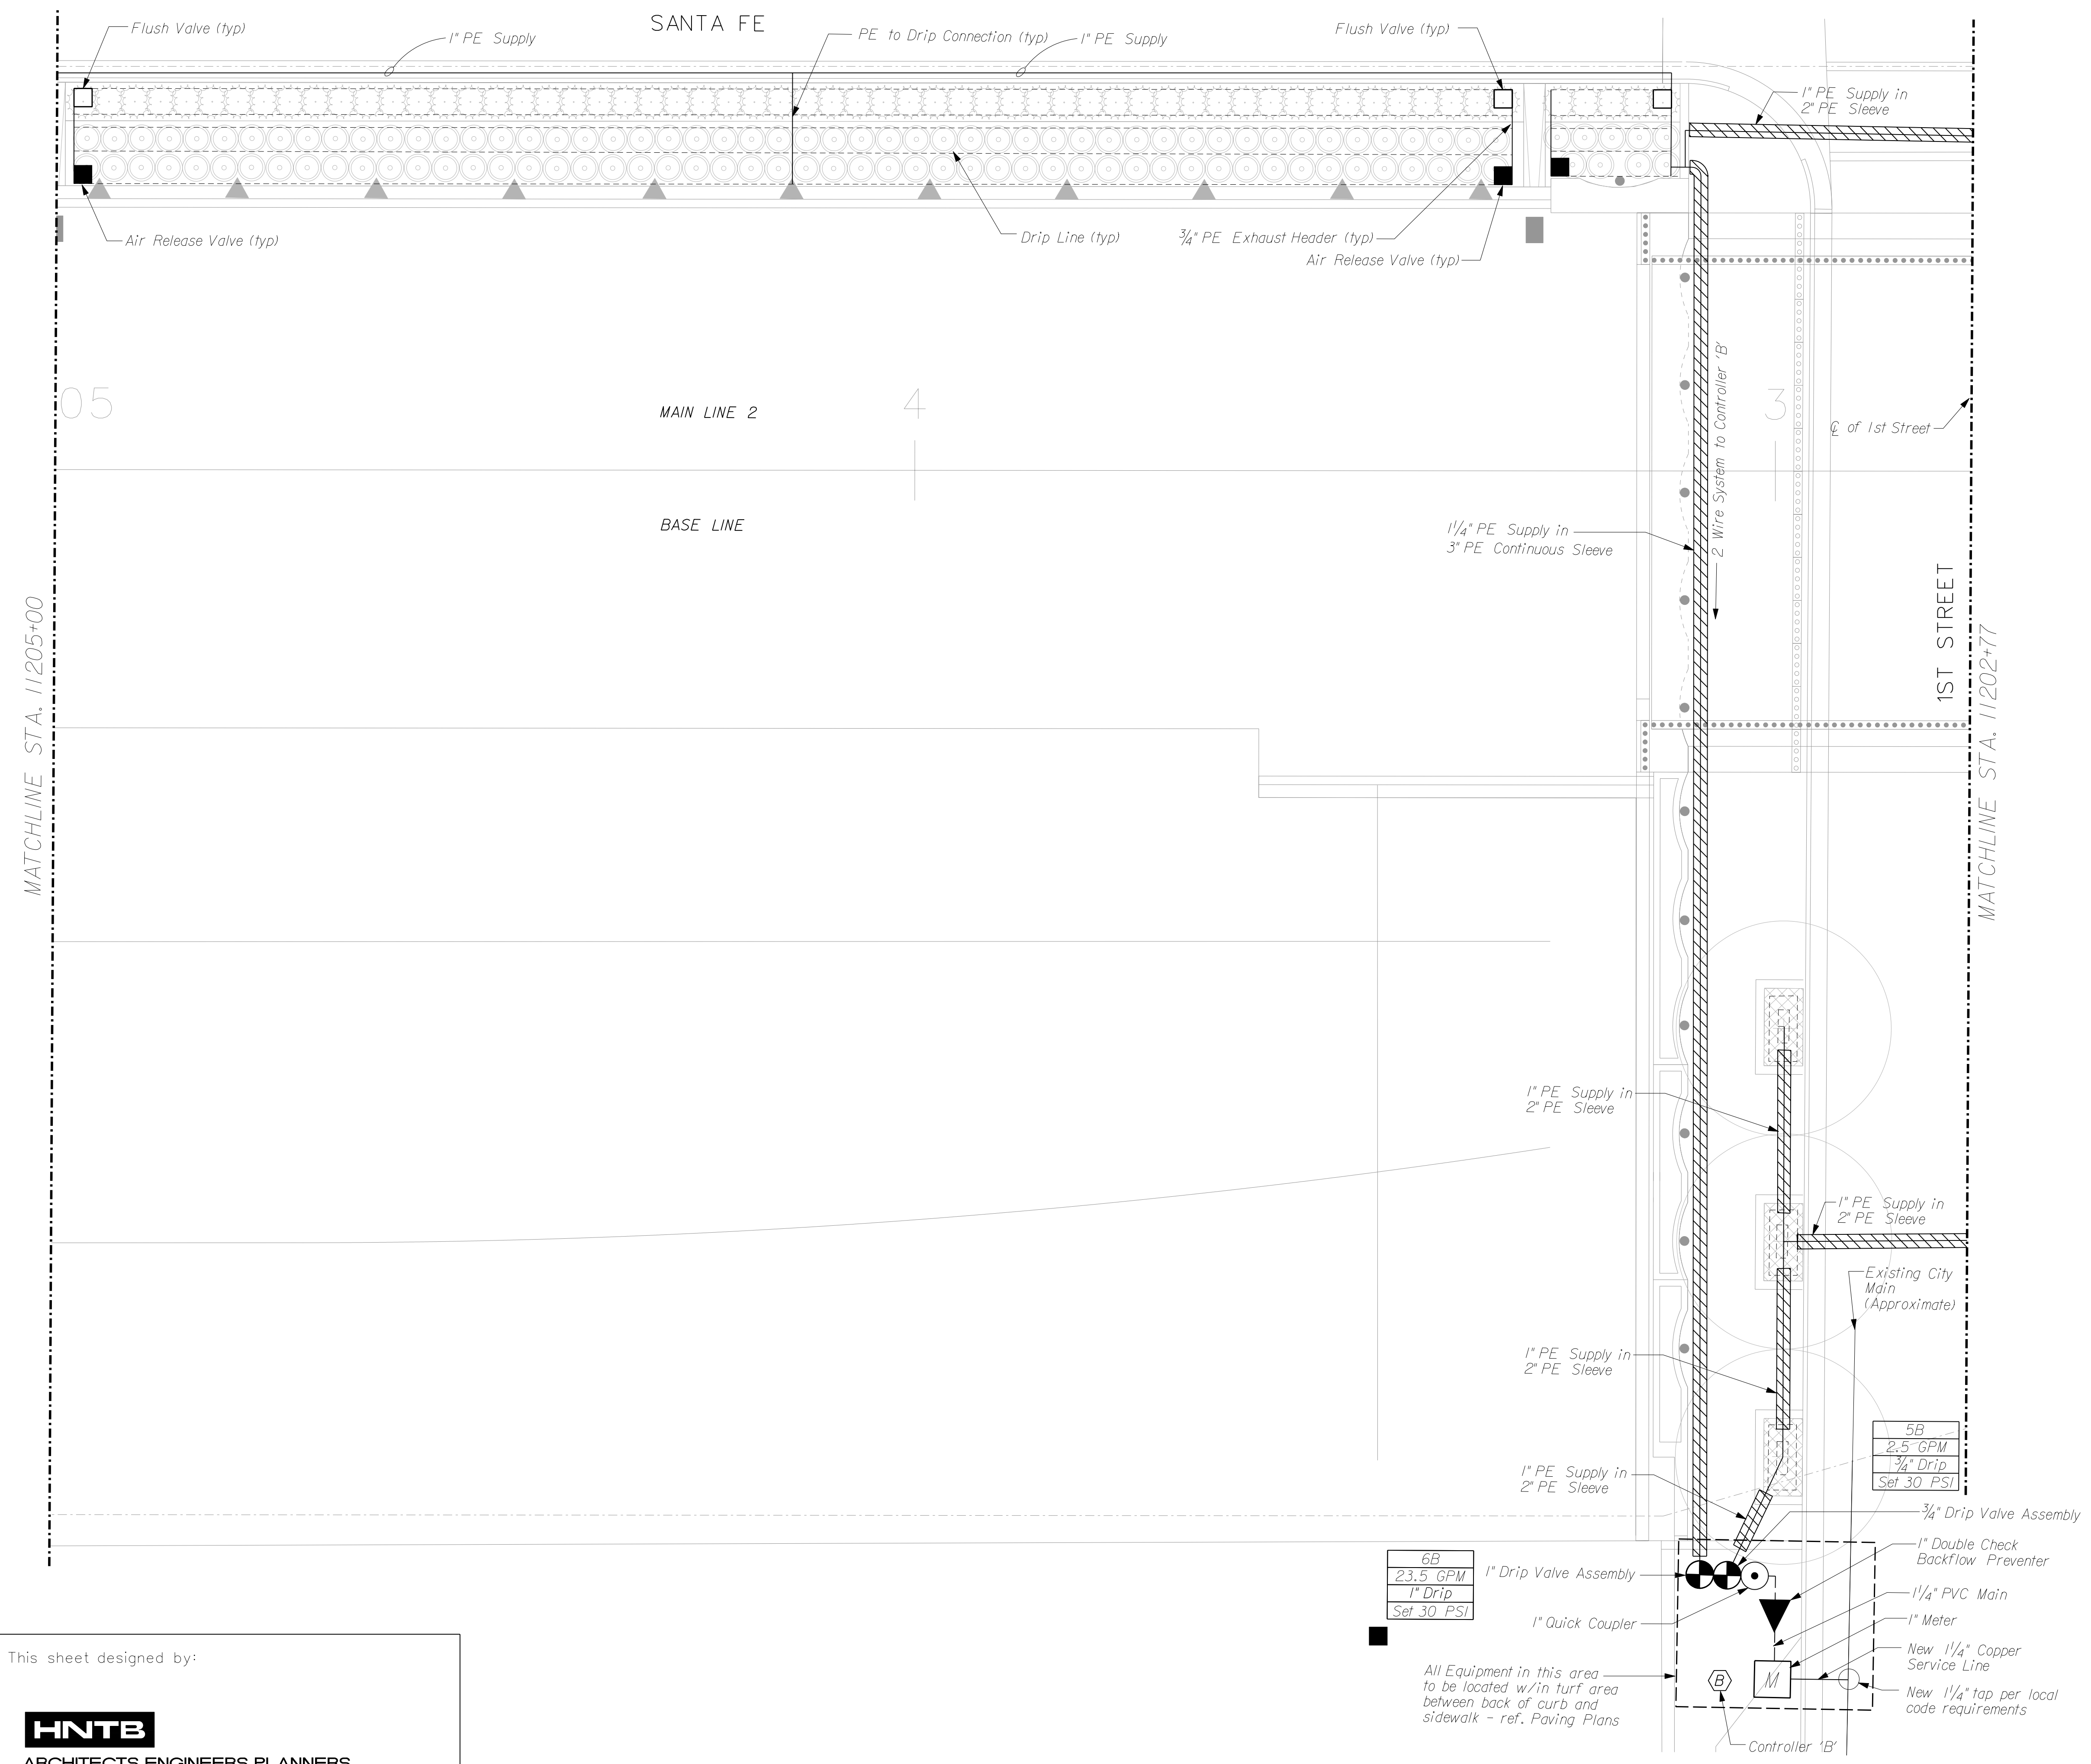 SANTA FE
Flush Valve (typ)
1" PE Supply
PE to Drip Connection (typ)
1" PE Supply
Flush Valve (typ)
1" PE Supply in
2" PE Sleeve
Air Release Valve (typ)
Drip Line (typ)
3/4" PE Exhaust Header (typ)
Air Release Valve (typ)
05
4
3
MAIN LINE 2
BASE LINE
2 Wire System to Controller 'B'
℄ of 1st Street
1 1/4" PE Supply in
3" PE Continuous Sleeve
1ST STREET
MATCHLINE STA. 11205+00
MATCHLINE STA. 11202+77
1" PE Supply in
2" PE Sleeve
1" PE Supply in
2" PE Sleeve
Existing City
Main
(Approximate)
1" PE Supply in
2" PE Sleeve
5B
2.5 GPM
3/4" Drip
Set 30 PSI
1" PE Supply in
2" PE Sleeve
3/4" Drip Valve Assembly
1" Double Check
Backflow Preventer
6B
23.5 GPM
1" Drip
Set 30 PSI
1" Drip Valve Assembly
1 1/4" PVC Main
1" Quick Coupler
1" Meter
New 1 1/4" Copper
Service Line
All Equipment in this area
to be located w/in turf area
between back of curb and
sidewalk - ref. Paving Plans
B
M
New 1 1/4" tap per local
code requirements
Controller 'B'
This sheet designed by:
HNTB
ARCHITECTS ENGINEERS PLANNERS